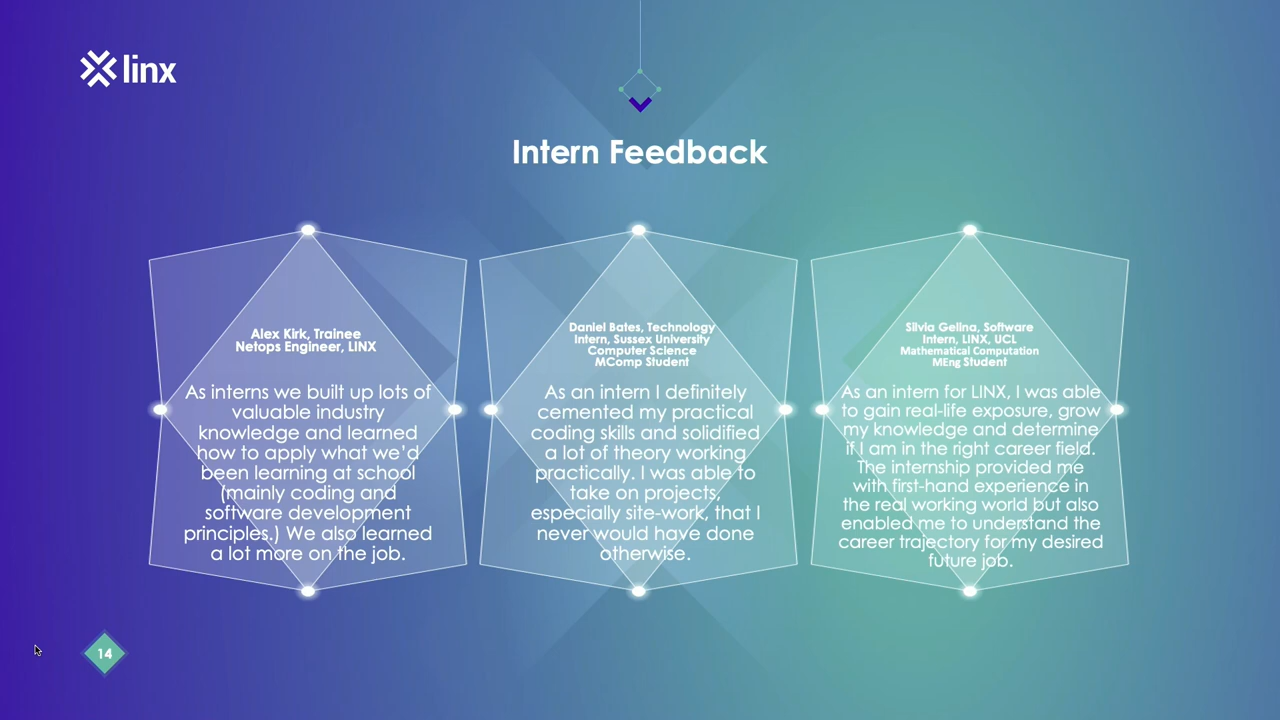 linx
Intern Feedback
Alex Kirk, Trainee
Netops Engineer, LINX
As interns we built up lots of
valuable industry
knowledge and learned
how to apply what we'd
been learning at school
(mainly coding and
software development
principles.) We also learned
a lot more on the job.
Daniel Bates, Technology
Intern, Sussex University
Computer Science
MComp Student
As an intern I definitely
cemented my practical
coding skills and solidified
a lot of theory working
practically. I was able to
take on projects,
especially site-work, that I
never would have done
otherwise.
Silvia Gelina, Software
Intern, LINX, UCL
Mathematical Computation
MEng Student
As an intern for LINX, I was able
to gain real-life exposure, grow
my knowledge and determine
if I am in the right career field.
The internship provided me
with first-hand experience in
the real working world but also
enabled me to understand the
career trajectory for my desired
future job.
14